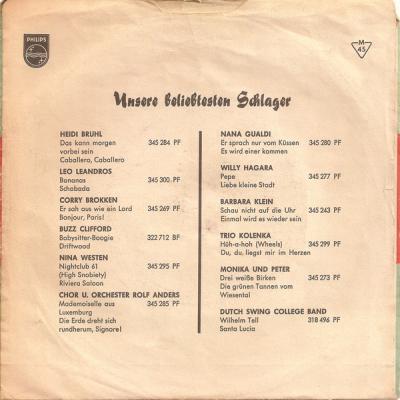 PHILIPS
M
45
Unsere beliebtesten Schlager
HEIDI BRUHL
Das kann morgen 345 284 PF
vorbei sein
Caballero, Caballero
LEO LEANDROS
Bananas 345 300 PF
Schabada
CORRY BROKKEN
Er sah aus wie ein Lord 345 269 PF
Bonjour, Paris!
BUZZ CLIFFORD
Babysitter-Boogie 322 712 BF
Driftwood
NINA WESTEN
Nightclub 61 345 295 PF
(High Snobiety)
Riviera Saloon
CHOR U. ORCHESTER ROLF ANDERS
Mademoiselle aus 345 285 PF
Luxemburg
Die Erde dreht sich
rundherum, Signore!
NANA GUALDI
Er sprach nur vom Küssen 345 280 PF
Es wird einer kommen
WILLY HAGARA
Pepe 345 277 PF
Liebe kleine Stadt
BARBARA KLEIN
Schau nicht auf die Uhr 345 243 PF
Einmal wird es wieder sein
TRIO KOLENKA
Hüh-a-hoh (Wheels) 345 299 PF
Du, du, liegst mir im Herzen
MONIKA UND PETER
Drei weiße Birken 345 273 PF
Die grünen Tannen vom
Wiesental
DUTCH SWING COLLEGE BAND
Wilhelm Tell 318 496 PF
Santa Lucia